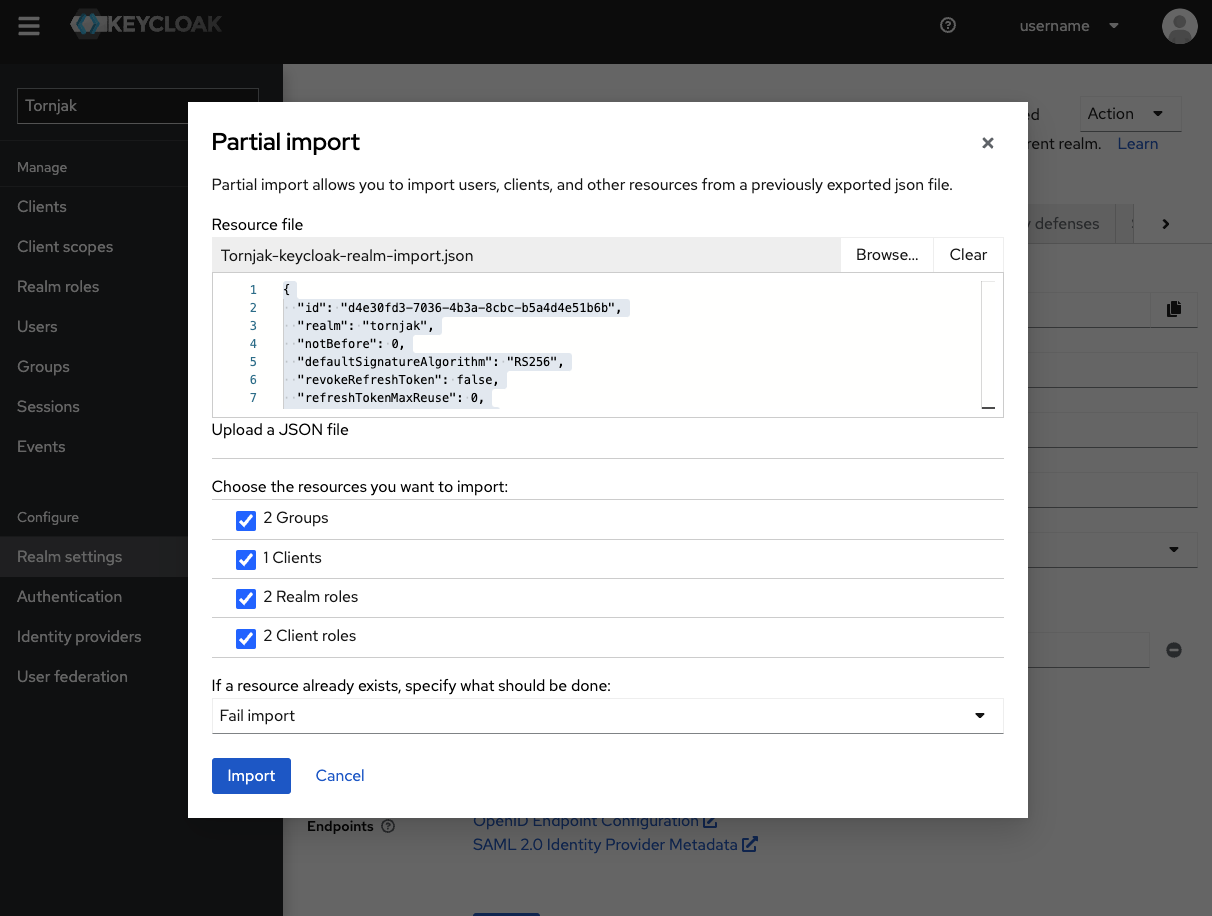 KEYCLOAK
username
Tornjak
Manage
Clients
Client scopes
Realm roles
Users
Groups
Sessions
Events
Configure
Realm settings
Authentication
Identity providers
User federation
Action
rent realm. Learn
defenses
Partial import
Partial import allows you to import users, clients, and other resources from a previously exported json file.
Resource file
Tornjak-keycloak-realm-import.json
Browse...
Clear
1 {
2 "id": "d4e30fd3-7036-4b3a-8cbc-b5a4d4e51b6b",
3 "realm": "tornjak",
4 "notBefore": 0,
5 "defaultSignatureAlgorithm": "RS256",
6 "revokeRefreshToken": false,
7 "refreshTokenMaxReuse": 0,
Upload a JSON file
Choose the resources you want to import:
2 Groups
1 Clients
2 Realm roles
2 Client roles
If a resource already exists, specify what should be done:
Fail import
Import
Cancel
Endpoints
OpenID Endpoint Configuration
SAML 2.0 Identity Provider Metadata